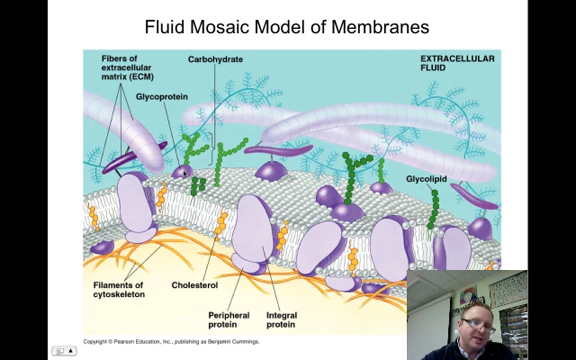 Fluid Mosaic Model of Membranes
Fibers of
extracellular
matrix (ECM)
Carbohydrate
EXTRACELLULAR
FLUID
Glycoprotein
Glycolipid
Filaments of
cytoskeleton
Cholesterol
Peripheral
protein
Integral
protein
Copyright © Pearson Education, Inc., publishing as Benjamin Cummings.